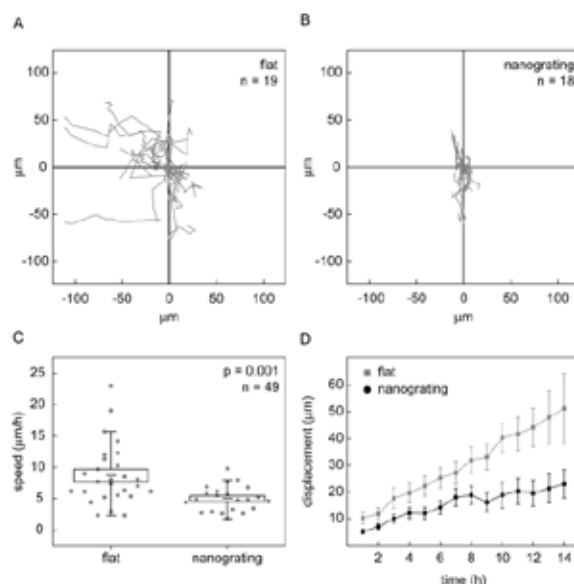 A
flat
n = 19
100
50
0
-50
-100
µm
-100 -50 0 50 100
µm
B
nanograting
n = 18
100
50
0
-50
-100
µm
-100 -50 0 50 100
µm
C
p = 0.001
n = 49
25
20
15
10
5
0
speed (µm/h)
flat nanograting
D
flat
nanograting
60
50
40
30
20
10
displacement (µm)
2 4 6 8 10 12 14
time (h)